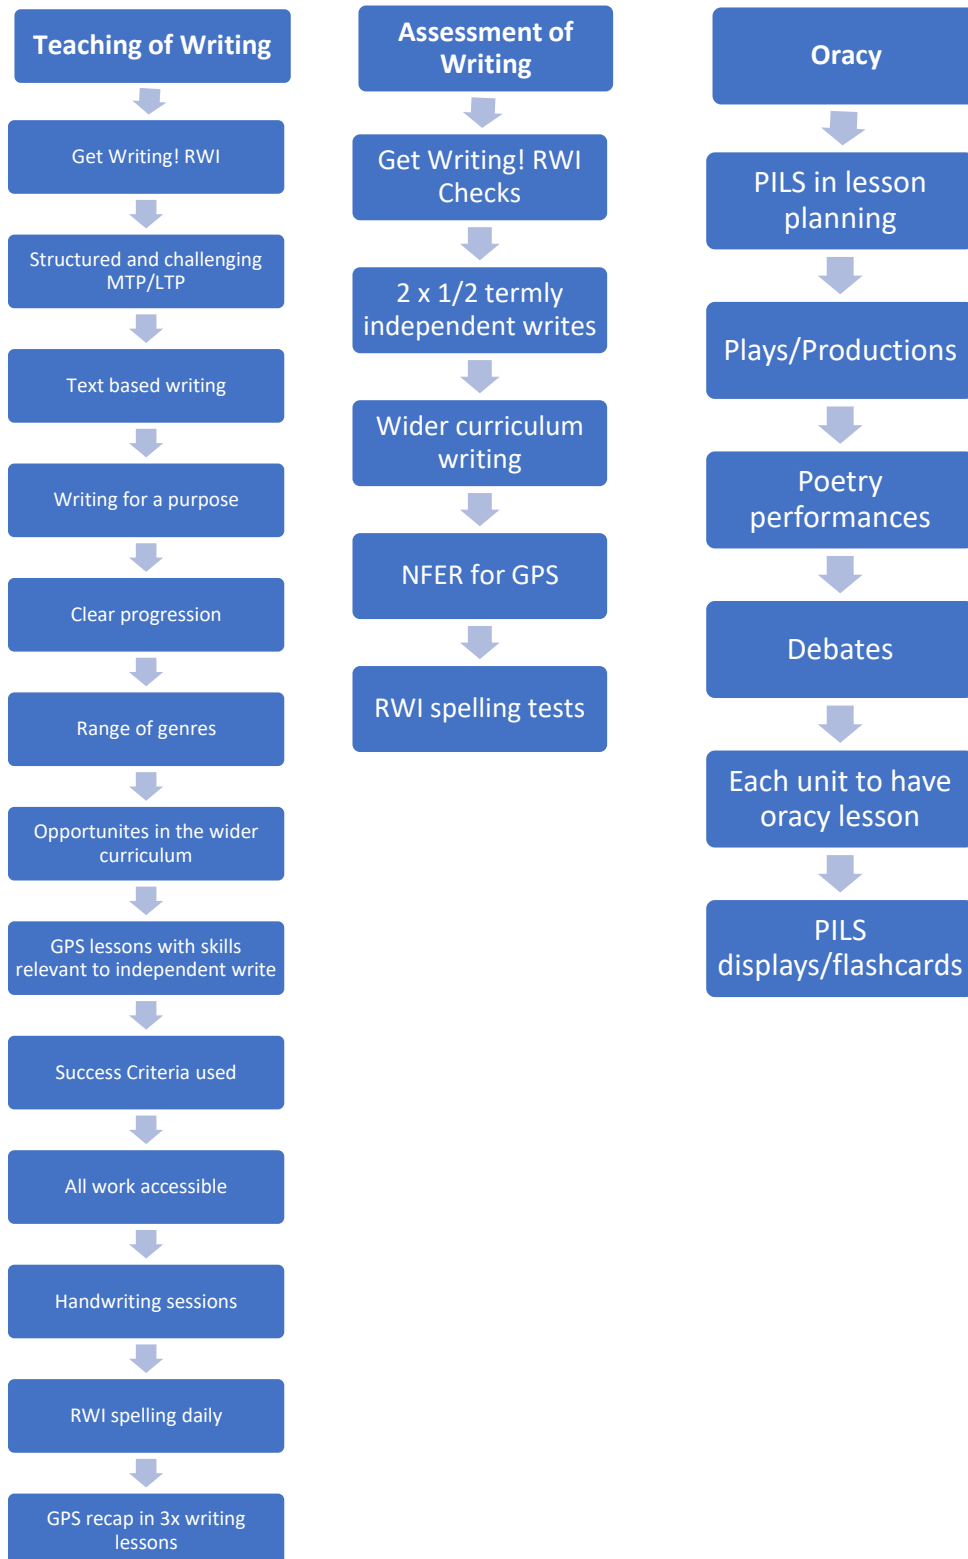 Teaching of Writing
Get Writing! RWI
Structured and challenging
MTP/LTP
Text based writing
Writing for a purpose
Clear progression
Range of genres
Opportunites in the wider
curriculum
GPS lessons with skills
relevant to independent write
Success Criteria used
All work accessible
Handwriting sessions
RWI spelling daily
GPS recap in 3x writing
lessons
Assessment of
Writing
Get Writing! RWI
Checks
2 x 1/2 termly
independent writes
Wider curriculum
writing
NFER for GPS
RWI spelling tests
Oracy
PILS in lesson
planning
Plays/Productions
Poetry
performances
Debates
Each unit to have
oracy lesson
PILS
displays/flashcards